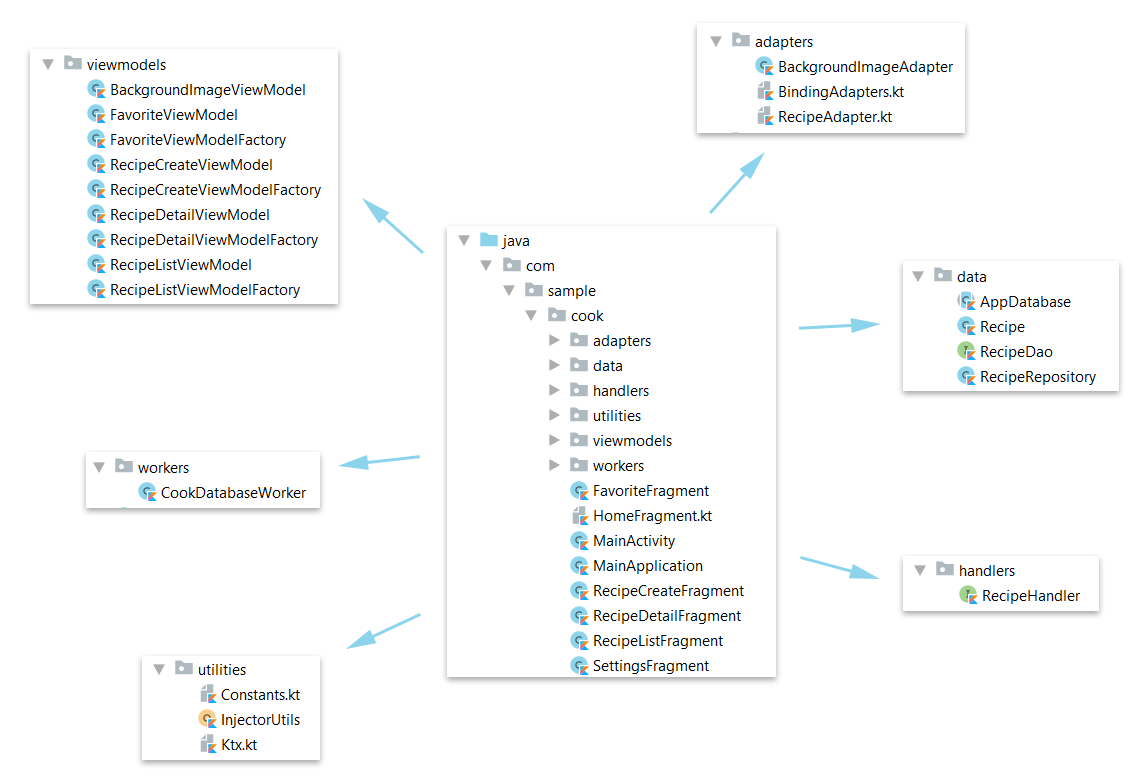 viewmodels
BackgroundImageViewModel
FavoriteViewModel
FavoriteViewModelFactory
RecipeCreateViewModel
RecipeCreateViewModelFactory
RecipeDetailViewModel
RecipeDetailViewModelFactory
RecipeListViewModel
RecipeListViewModelFactory
adapters
BackgroundImageAdapter
BindingAdapters.kt
RecipeAdapter.kt
java
com
sample
cook
adapters
data
handlers
utilities
viewmodels
workers
FavoriteFragment
HomeFragment.kt
MainActivity
MainApplication
RecipeCreateFragment
RecipeDetailFragment
RecipeListFragment
SettingsFragment
data
AppDatabase
Recipe
RecipeDao
RecipeRepository
workers
CookDatabaseWorker
handlers
RecipeHandler
utilities
Constants.kt
InjectorUtils
Ktx.kt